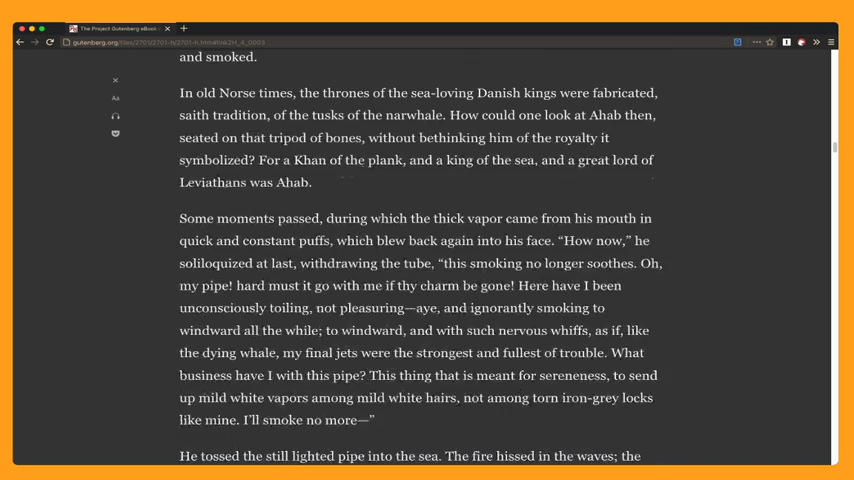 The Project Gutenberg eBook
gutenberg.org/files/2701/2701-h/2701-h.htm#link2H_4_0003
and smoked.
In old Norse times, the thrones of the sea-loving Danish kings were fabricated,
saith tradition, of the tusks of the narwhale. How could one look at Ahab then,
seated on that tripod of bones, without bethinking him of the royalty it
symbolized? For a Khan of the plank, and a king of the sea, and a great lord of
Leviathans was Ahab.
Some moments passed, during which the thick vapor came from his mouth in
quick and constant puffs, which blew back again into his face. “How now,” he
soliloquized at last, withdrawing the tube, “this smoking no longer soothes. Oh,
my pipe! hard must it go with me if thy charm be gone! Here have I been
unconsciously toiling, not pleasuring—aye, and ignorantly smoking to
windward all the while; to windward, and with such nervous whiffs, as if, like
the dying whale, my final jets were the strongest and fullest of trouble. What
business have I with this pipe? This thing that is meant for sereneness, to send
up mild white vapors among mild white hairs, not among torn iron-grey locks
like mine. I’ll smoke no more—”
He tossed the still lighted pipe into the sea. The fire hissed in the waves; the
Aa